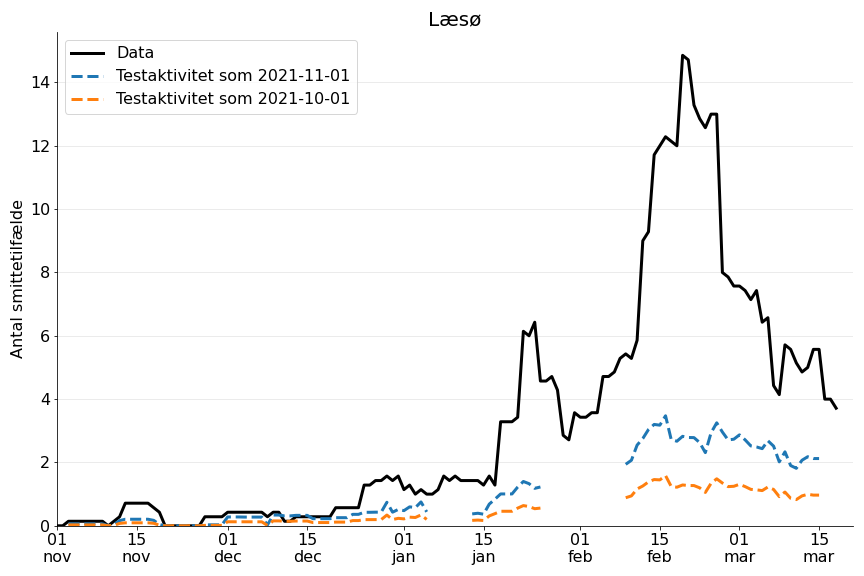 Læsø
Data
Testaktivitet som 2021-11-01
Testaktivitet som 2021-10-01
Antal smittetilfælde
14
12
10
8
6
4
2
0
01 15 01 15 01 15 01 15 01 15
nov nov dec dec jan jan feb feb mar mar